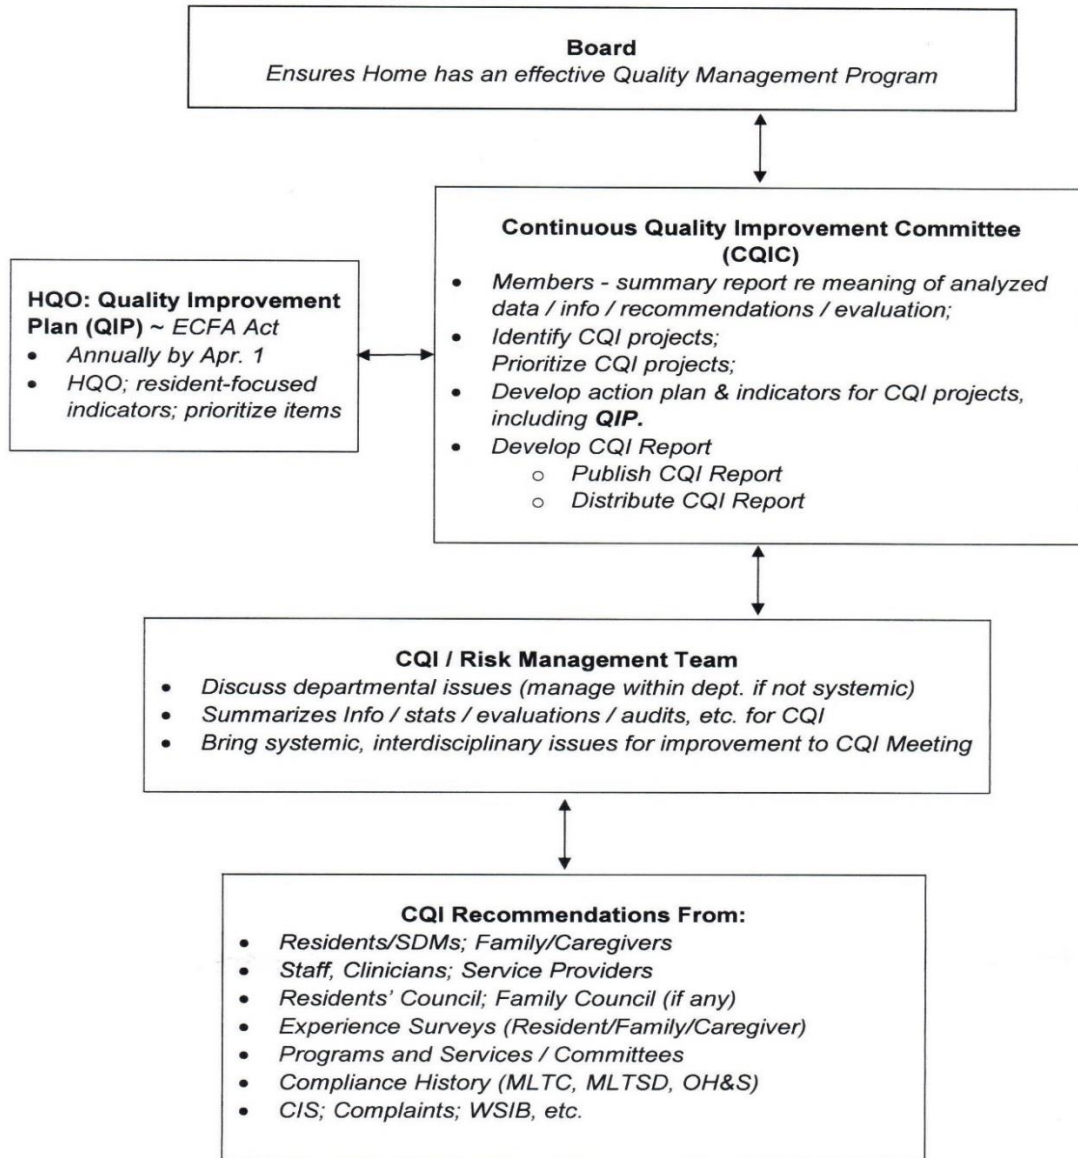 Board
Ensures Home has an effective Quality Management Program
Continuous Quality Improvement Committee
(CQIC)
• Members - summary report re meaning of analyzed
data / info / recommendations / evaluation;
• Identify CQI projects;
Prioritize CQI projects;
• Develop action plan & indicators for CQI projects,
including QIP.
• Develop CQI Report
o Publish CQI Report
o Distribute CQI Report
HQO: Quality Improvement
Plan (QIP) ~ ECFA Act
• Annually by Apr. 1
• HQO; resident-focused
indicators; prioritize items
CQI / Risk Management Team
• Discuss departmental issues (manage within dept. if not systemic)
• Summarizes Info / stats / evaluations / audits, etc. for CQI
• Bring systemic, interdisciplinary issues for improvement to CQI Meeting
CQI Recommendations From:
• Residents/SDMs; Family/Caregivers
• Staff, Clinicians; Service Providers
• Residents' Council; Family Council (if any)
• Experience Surveys (Resident/Family/Caregiver)
• Programs and Services / Committees
• Compliance History (MLTC, MLTSD, OH&S)
• CIS; Complaints; WSIB, etc.